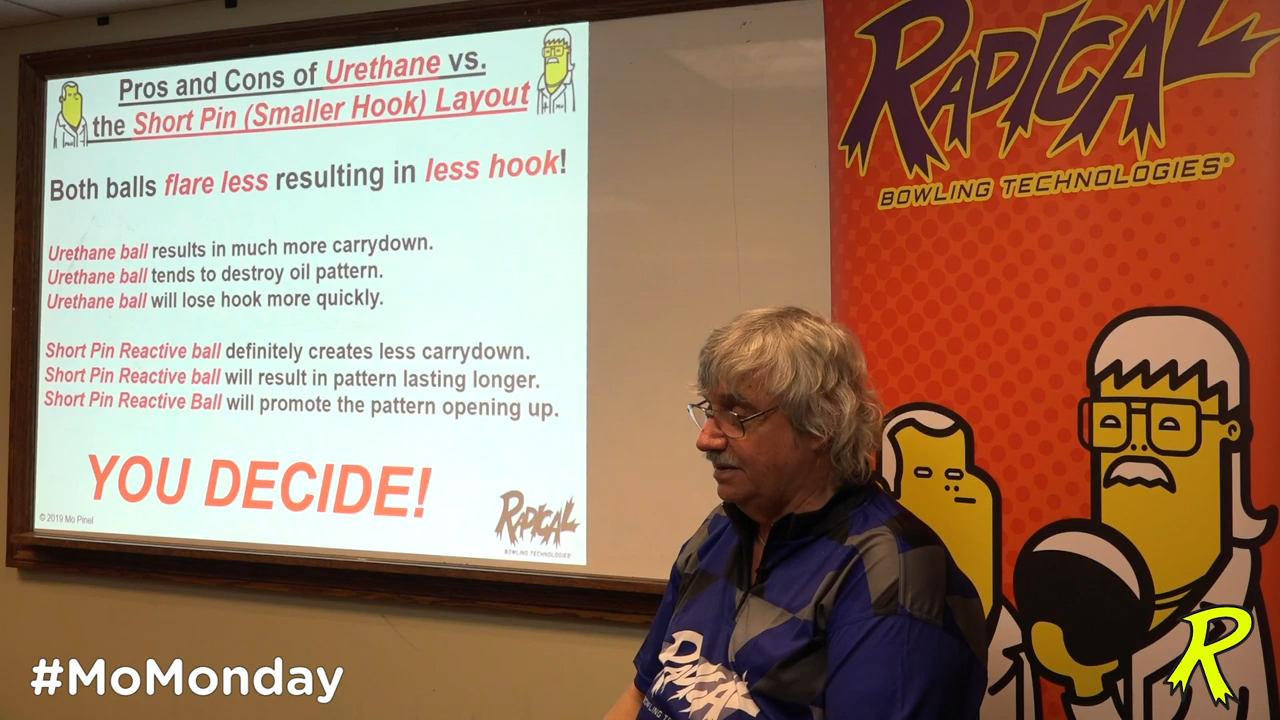 Pros and Cons of Urethane vs.
the Short Pin (Smaller Hook) Layout
Both balls flare less resulting in less hook!
Urethane ball results in much more carrydown.
Urethane ball tends to destroy oil pattern.
Urethane ball will lose hook more quickly.
Short Pin Reactive ball definitely creates less carrydown.
Short Pin Reactive ball will result in pattern lasting longer.
Short Pin Reactive Ball will promote the pattern opening up.
YOU DECIDE!
© 2019 Mo Pinel
RADICAL
BOWLING TECHNOLOGIES
RADICAL
BOWLING TECHNOLOGIES®
RADICAL
BOWLING TE
#MoMonday
R